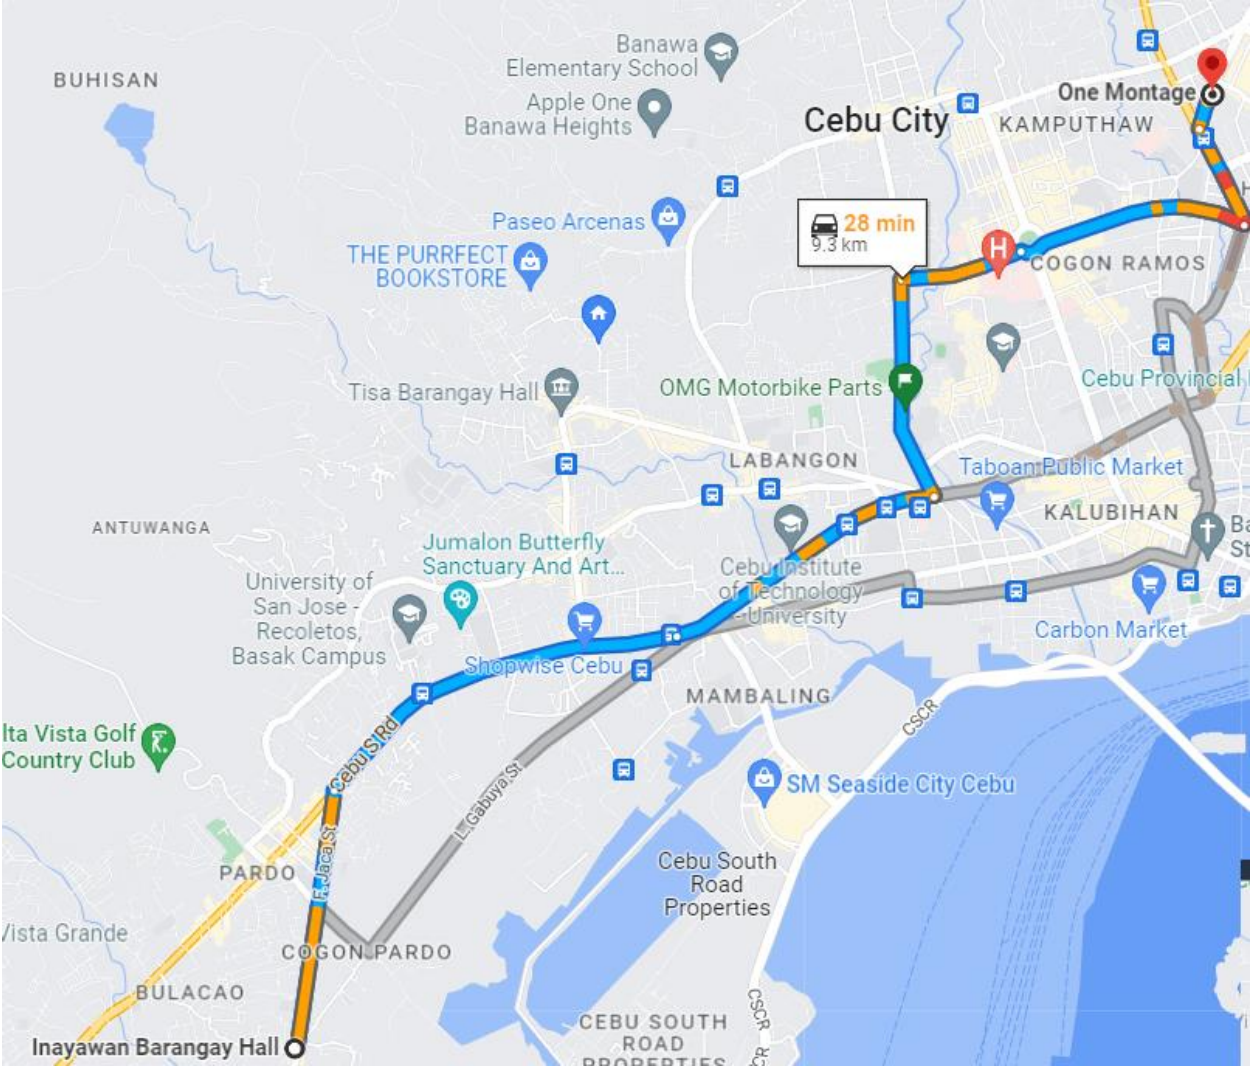 Banawa
Elementary School
BUHISAN
One Montage
Apple One
Banawa Heights
Cebu City
KAMPUTHAW
H
28 min
9.3 km
Paseo Arcenas
THE PURRFECT
BOOKSTORE
H
COGON RAMOS
Tisa Barangay Hall
OMG Motorbike Parts
Cebu Provincial
LABANGON
Taboan Public Market
KALUBIHAN
ANTUWANGA
Ba
St
Jumalon Butterfly
Sanctuary And Art...
Cebu Institute
of Technology
- University
University of
San Jose -
Recoletos,
Basak Campus
Carbon Market
Shopwise Cebu
MAMBALING
CSCR
lta Vista Golf
Country Club
Cebu S Rd
L. Gabuya St
SM Seaside City Cebu
F. Jaca St
PARDO
Cebu South
Road
Properties
Vista Grande
COGON PARDO
BULACAO
CSCR
CEBU SOUTH
ROAD
PROPERTIES
CR
Inayawan Barangay Hall